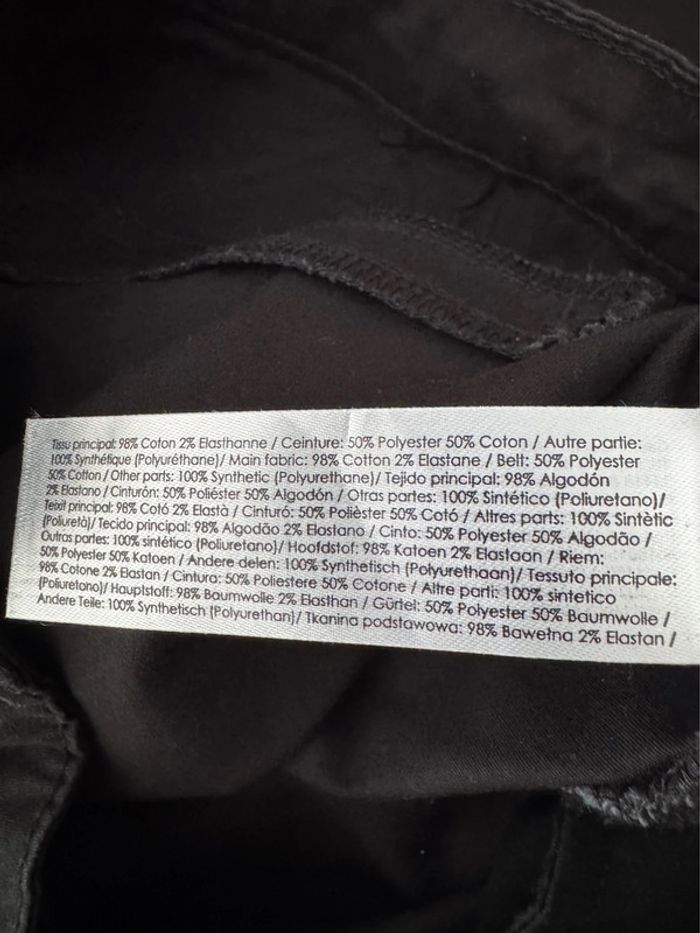 Tissu principal: 98% Coton 2% Elasthanne / Ceinture: 50% Polyester 50% Coton / Autre partie:
100% Synthétique (Polyuréthane)/ Main fabric: 98% Cotton 2% Elastane / Belt: 50% Polyester
50% Cotton / Other parts: 100% Synthetic (Polyurethane)/ Tejido principal: 98% Algodón
2% Elastano / Cinturón: 50% Poliéster 50% Algodón / Otras partes: 100% Sintético (Poliuretano)/
Teixit principal: 98% Cotó 2% Elastà / Cinturó: 50% Polièster 50% Cotó / Altres parts: 100% Sintètic
(Poliuretà)/ Tecido principal: 98% Algodão 2% Elastano / Cinto: 50% Polyester 50% Algodão /
Outras partes: 100% sintético (Poliuretano)/ Hoofdstof: 98% Katoen 2% Elastaan / Riem:
50% Polyester 50% Katoen / Andere delen: 100% Synthetisch (Polyurethaan)/ Tessuto principale:
98% Cotone 2% Elastan / Cintura: 50% Poliestere 50% Cotone / Altre parti: 100% sintetico
(Poliuretano)/ Hauptstoff: 98% Baumwolle 2% Elasthan / Gürtel: 50% Polyester 50% Baumwolle /
Andere Teile: 100% Synthetisch (Polyurethan)/ Tkanina podstawowa: 98% Bawełna 2% Elastan /